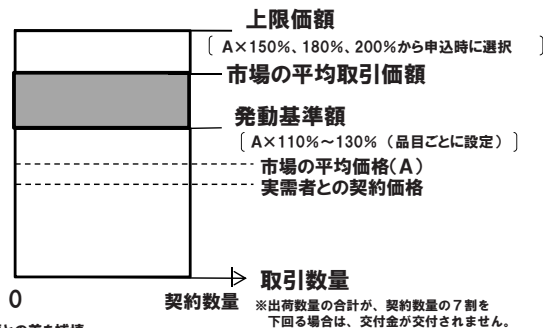 上限価額
〔 A×150%、180%、200%から申込時に選択 〕
市場の平均取引価額
発動基準額
〔 A×110%~130% (品目ごとに設定) 〕
市場の平均価格(A)
実需者との契約価格
取引数量
0
契約数量
※出荷数量の合計が、契約数量の7割を
下回る場合は、交付金が交付されません。